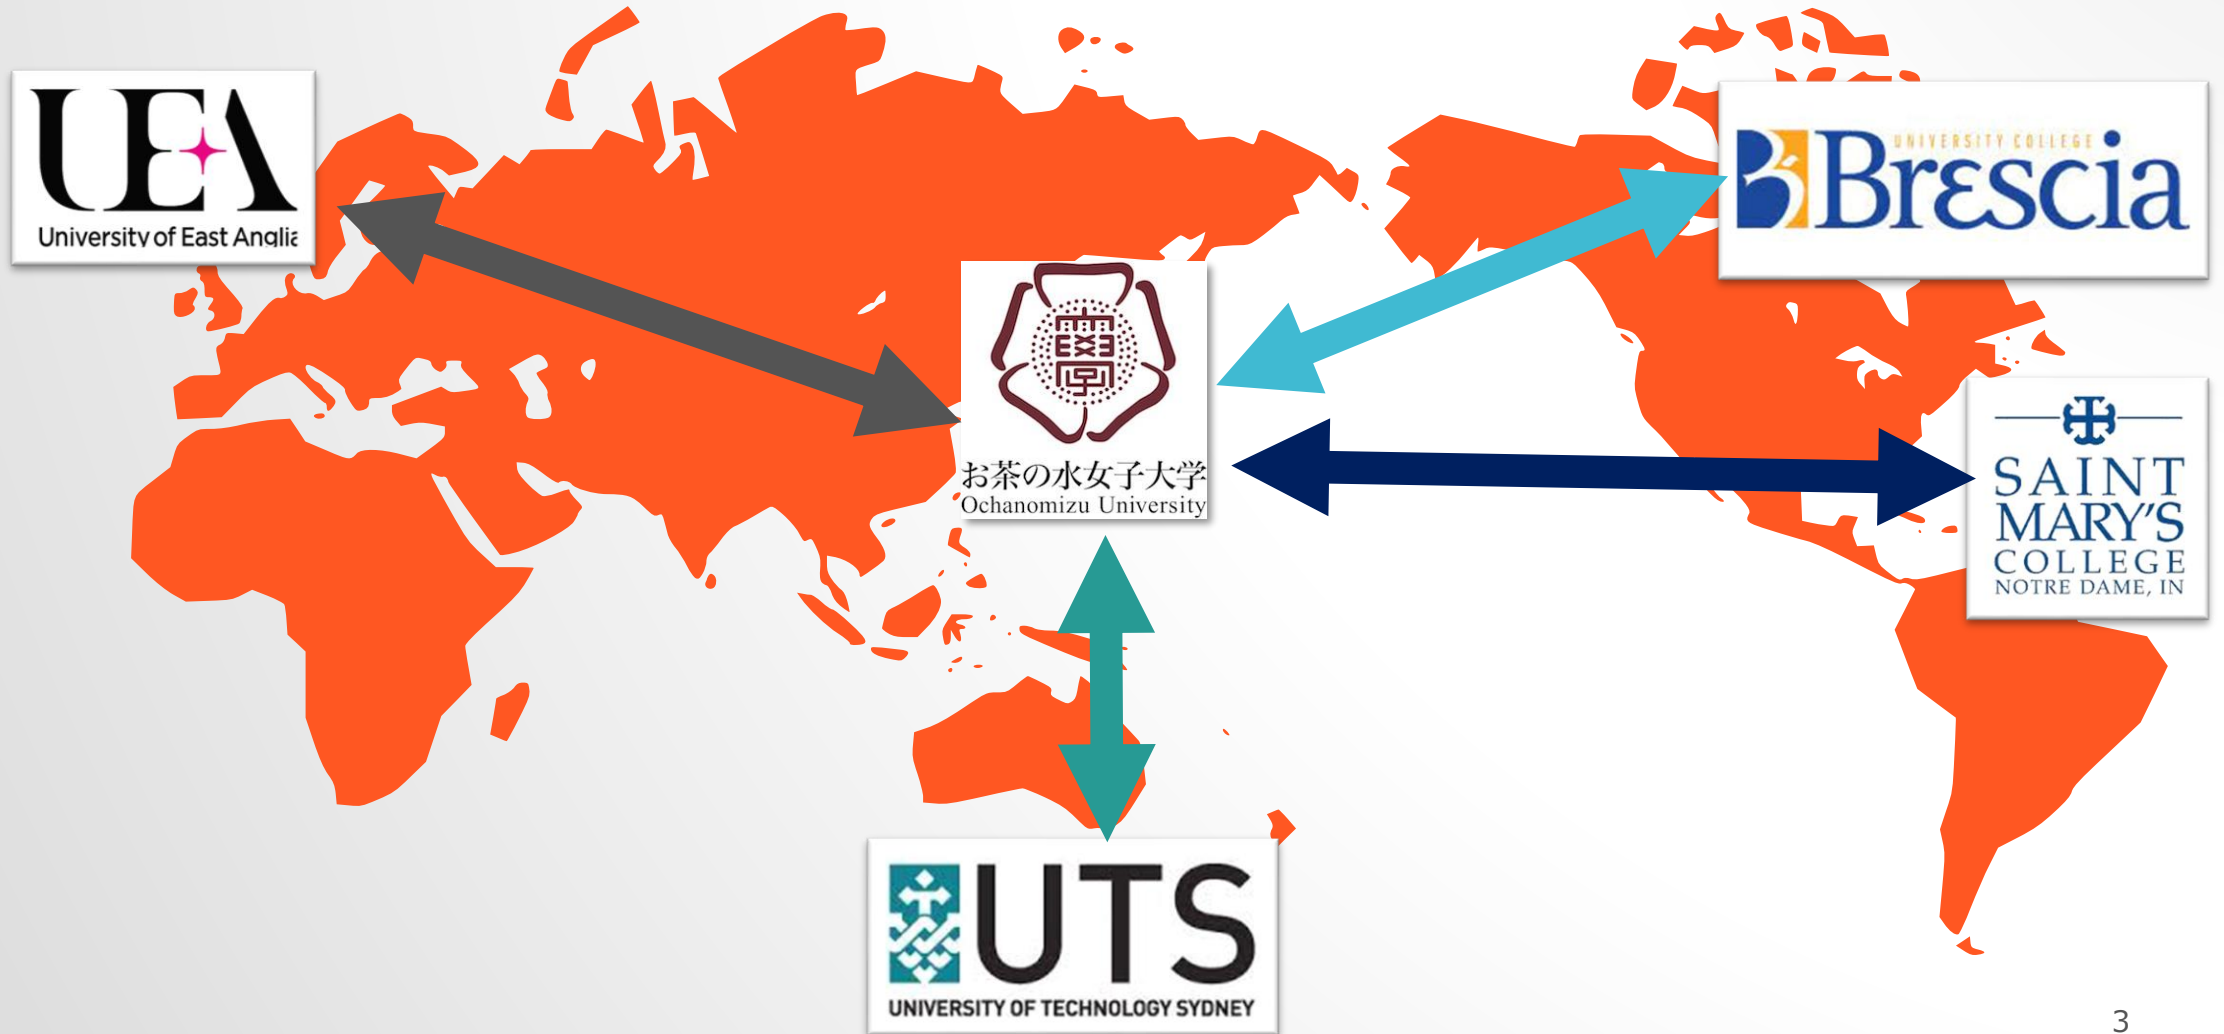 UEA
University of East Anglia
UNIVERSITY COLLEGE
Brescia
學
お茶の水女子大学
Ochanomizu University
SAINT
MARY'S
COLLEGE
NOTRE DAME, IN
UTS
UNIVERSITY OF TECHNOLOGY SYDNEY
3